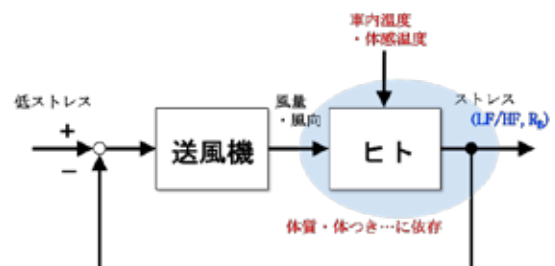 車内温度
・体感温度
低ストレス
風量
・風向
ストレス
(LF/HF, R
+
−
送風機
ヒト
体質・体つき…に依存